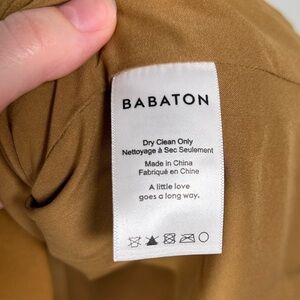 BABATON
Dry Clean Only
Nettoyage à Sec Seulement
Made in China
Fabriqué en Chine
A little love
goes a long way.